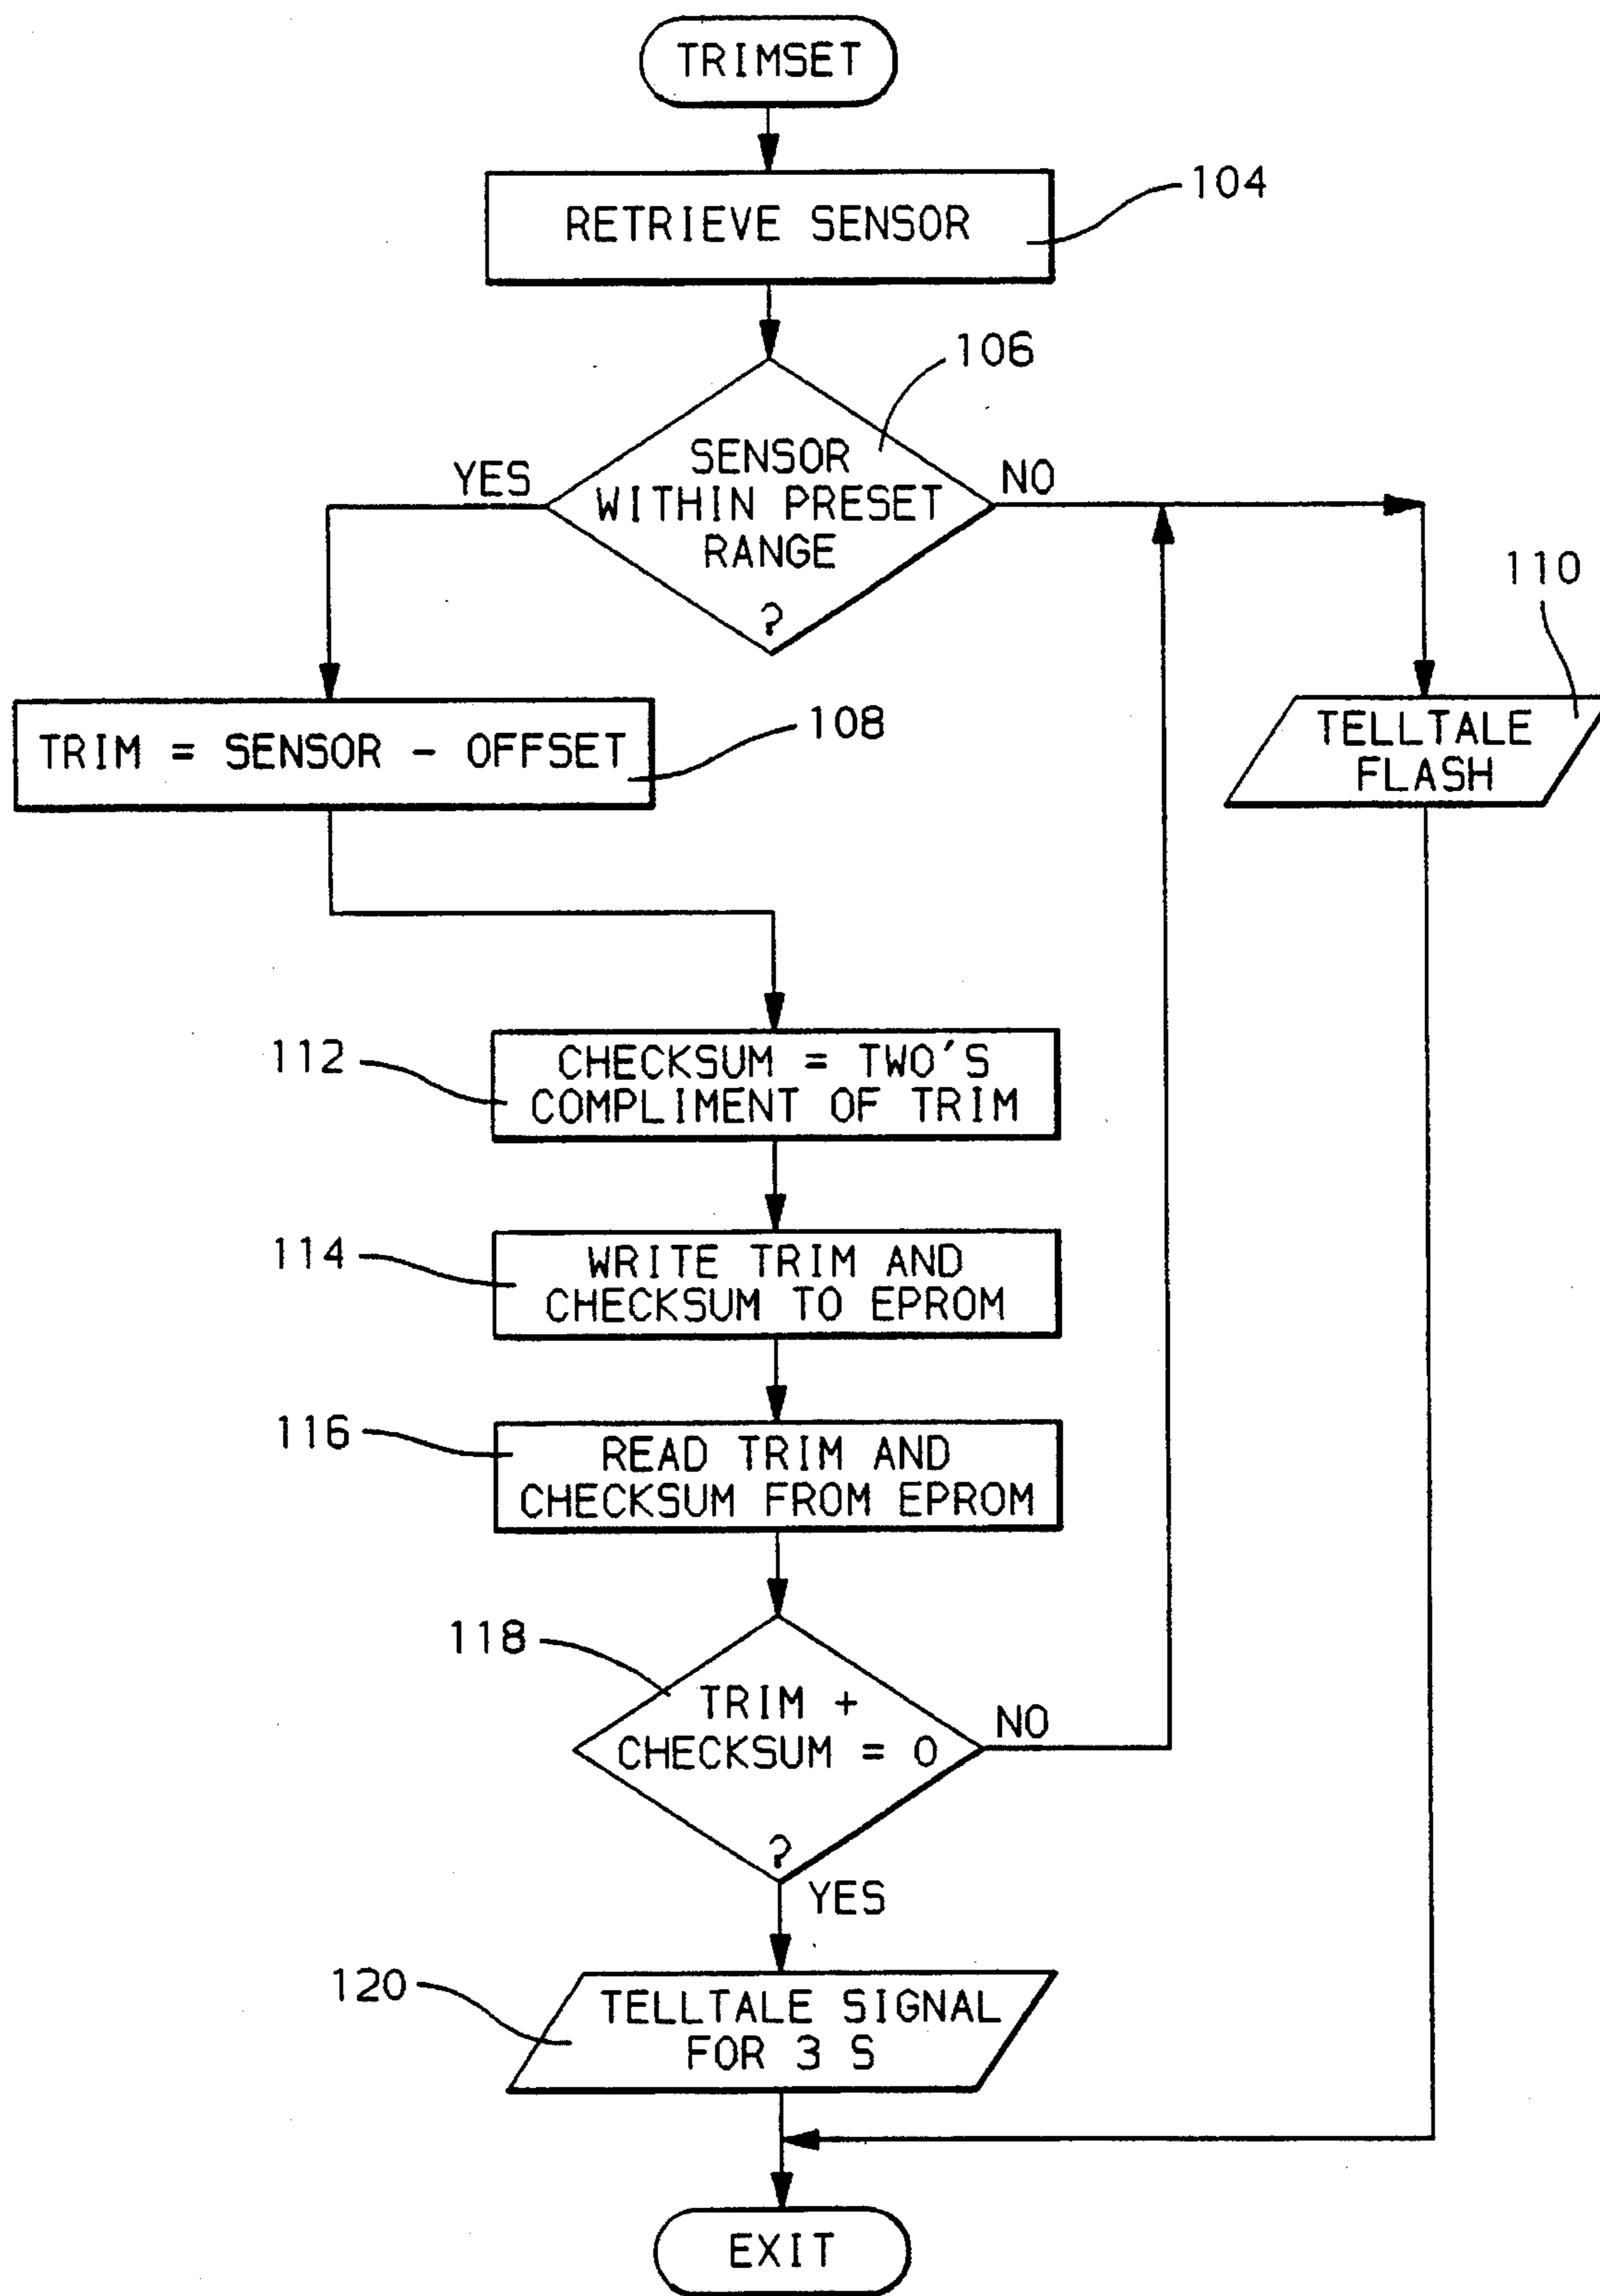 TRIMSET
RETRIEVE SENSOR
104
106
SENSOR
WITHIN PRESET
RANGE
?
YES
NO
110
TRIM = SENSOR - OFFSET
108
TELLTALE
FLASH
112
CHECKSUM = TWO'S
COMPLIMENT OF TRIM
114
WRITE TRIM AND
CHECKSUM TO EPROM
116
READ TRIM AND
CHECKSUM FROM EPROM
118
TRIM +
CHECKSUM = 0
?
NO
YES
120
TELLTALE SIGNAL
FOR 3 S
EXIT